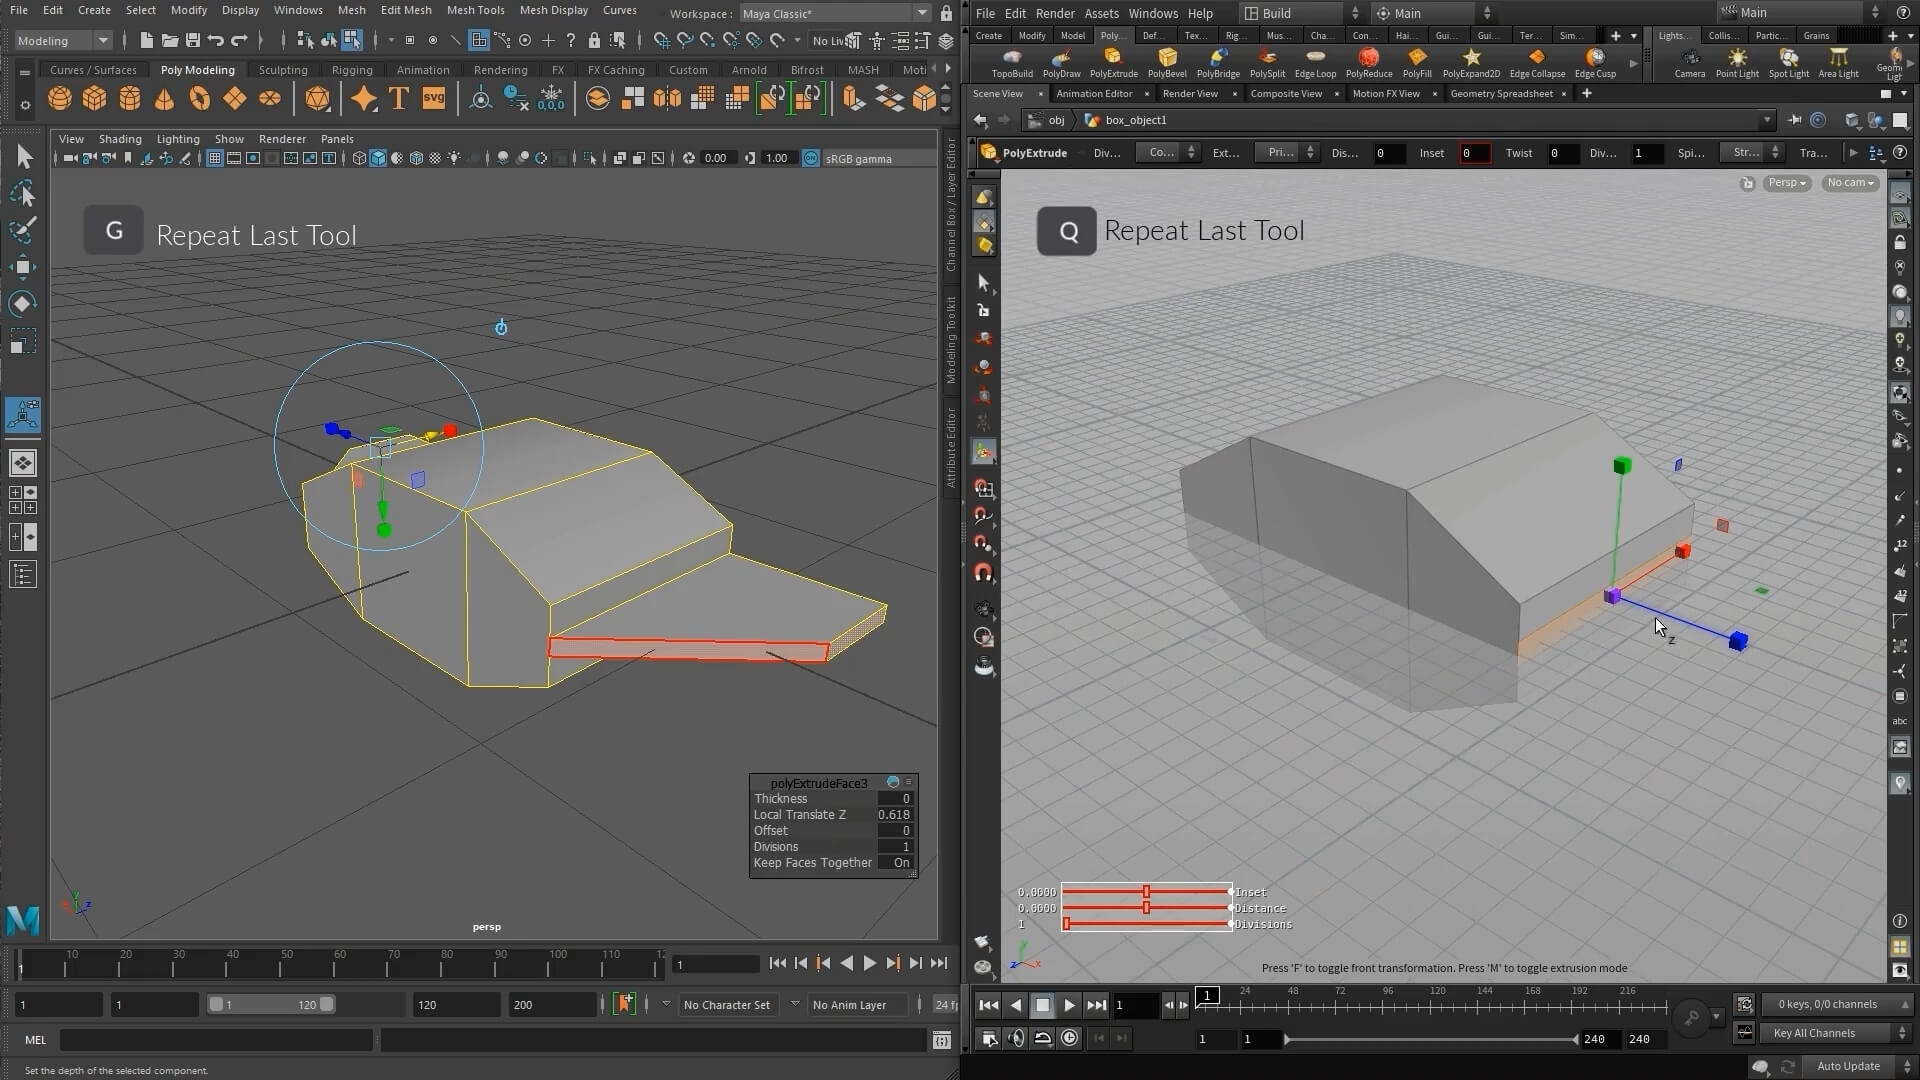 File Edit Create Select Modify Display Windows Mesh Edit Mesh Mesh Tools Mesh Display Curves
Workspace : Maya Classic*
Modeling
No Liv
Curves / Surfaces Poly Modeling Sculpting Rigging Animation Rendering FX FX Caching Custom Arnold Bifrost MASH Moti
T svg 0,0,0
View Shading Lighting Show Renderer Panels
0.00 1.00 sRGB gamma
G Repeat Last Tool
Channel Box / Layer Editor
Modeling Toolkit
Attribute Editor
polyExtrudeFace3
Thickness 0
Local Translate Z 0.618
Offset 0
Divisions 1
Keep Faces Together On
persp
10 20 30 40 50 60 70 80 90 100 110 12
1
1
1 1 1 120 120 200 No Character Set No Anim Layer 24 f
MEL
Set the depth of the selected component.
File Edit Render Assets Windows Help Build Main Main
Create Modify Model Poly... Def... Tex... Rig... Mus... Cha... Con... Hai... Gui... Gui... Ter... Sim... Lights... Collis... Partic... Grains
TopoBuild PolyDraw PolyExtrude PolyBevel PolyBridge PolySplit Edge Loop PolyReduce PolyFill PolyExpand2D Edge Collapse Edge Cusp Camera Point Light Spot Light Area Light Geom Ligh
Scene View Animation Editor Render View Composite View Motion FX View Geometry Spreadsheet
obj box_object1
PolyExtrude Div... Co... Ext... Pri... Dis... 0 Inset 0 Twist 0 Div... 1 Spi... Str... Tra...
Persp No cam
Q Repeat Last Tool
z
12
12
abc
0.0000 Inset
0.0000 Distance
1 Divisions
z y x
Press 'F' to toggle front transformation. Press 'M' to toggle extrusion mode
1 1 24 48 72 96 120 144 168 192 216
0 keys, 0/0 channels
1 1 240 240 Key All Channels
Auto Update